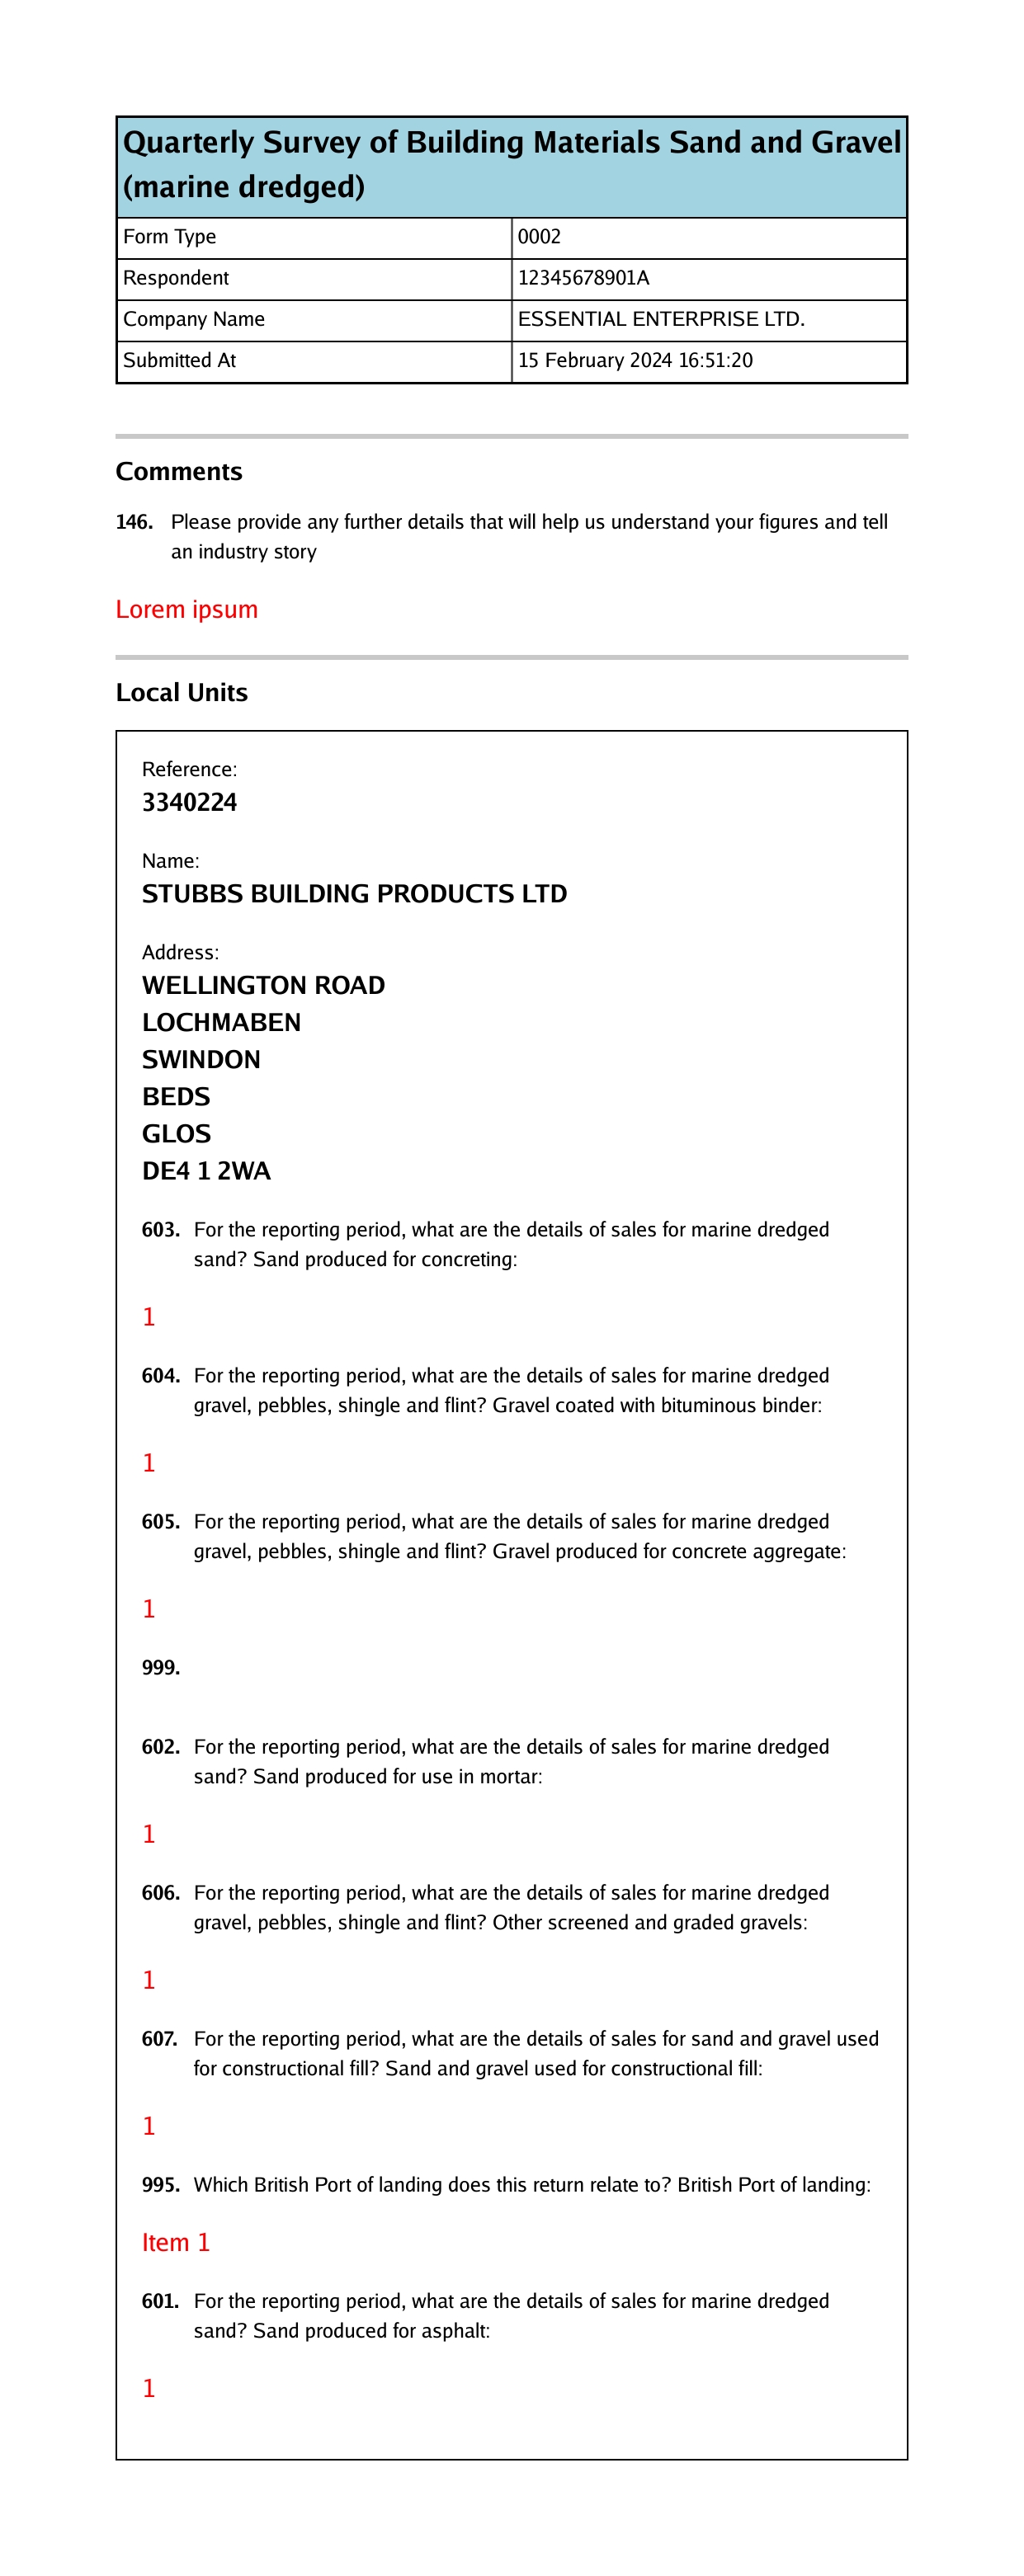 Quarterly Survey of Building Materials Sand and Gravel
(marine dredged)
Form Type 0002
Respondent 12345678901A
Company Name ESSENTIAL ENTERPRISE LTD.
Submitted At 15 February 2024 16:51:20
Comments
146. Please provide any further details that will help us understand your figures and tell
an industry story
Lorem ipsum
Local Units
Reference:
3340224
Name:
STUBBS BUILDING PRODUCTS LTD
Address:
WELLINGTON ROAD
LOCHMABEN
SWINDON
BEDS
GLOS
DE4 1 2WA
603. For the reporting period, what are the details of sales for marine dredged
sand? Sand produced for concreting:
1
604. For the reporting period, what are the details of sales for marine dredged
gravel, pebbles, shingle and flint? Gravel coated with bituminous binder:
1
605. For the reporting period, what are the details of sales for marine dredged
gravel, pebbles, shingle and flint? Gravel produced for concrete aggregate:
1
999.
602. For the reporting period, what are the details of sales for marine dredged
sand? Sand produced for use in mortar:
1
606. For the reporting period, what are the details of sales for marine dredged
gravel, pebbles, shingle and flint? Other screened and graded gravels:
1
607. For the reporting period, what are the details of sales for sand and gravel used
for constructional fill? Sand and gravel used for constructional fill:
1
995. Which British Port of landing does this return relate to? British Port of landing:
Item 1
601. For the reporting period, what are the details of sales for marine dredged
sand? Sand produced for asphalt:
1